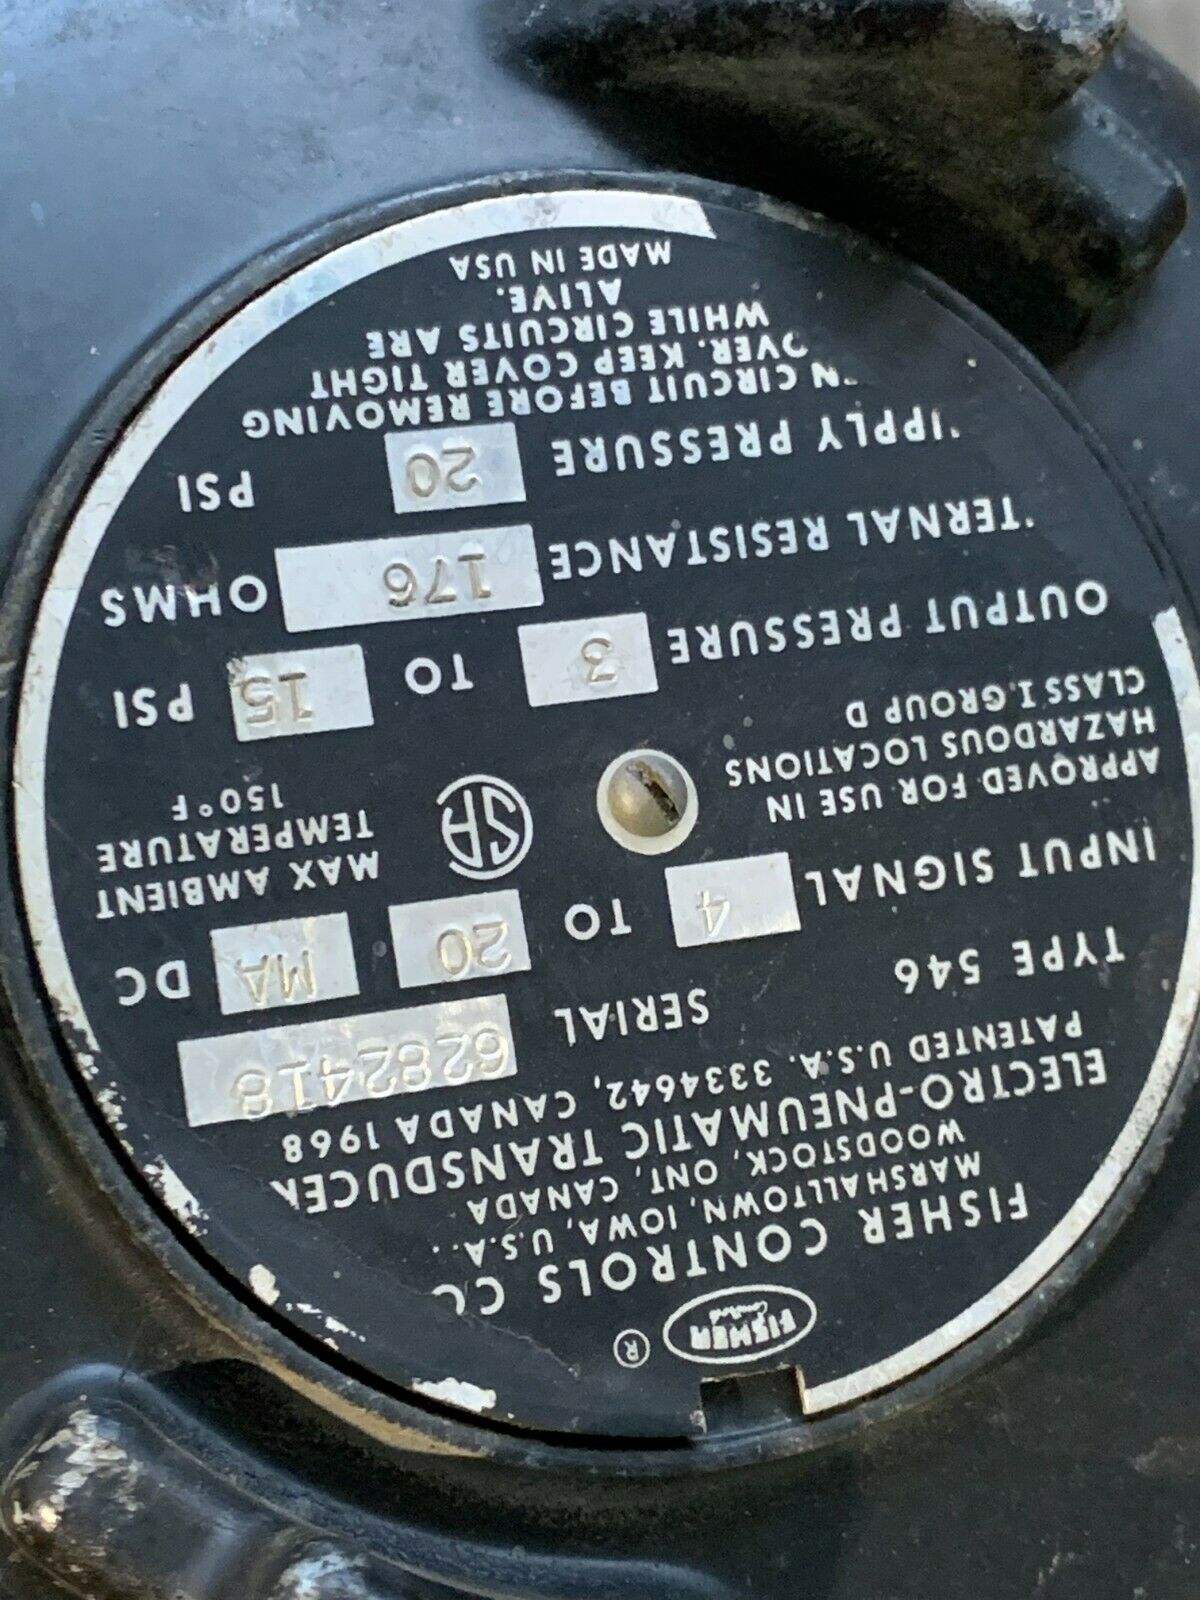 FISHER Controls ®
FISHER CONTROLS
MARSHALLTOWN, IOWA, U.S.A.
WOODSTOCK, ONT, CANADA
ELECTRO-PNEUMATIC TRANSDUCER
PATENTED U.S.A. 3334642, CANADA 1968
TYPE 546 SERIAL 6282418
INPUT SIGNAL 4 TO 20 MA DC
APPROVED FOR USE IN
HAZARDOUS LOCATIONS
CLASS I, GROUP D
SA
MAX AMBIENT
TEMPERATURE
150°F
OUTPUT PRESSURE 3 TO 15 PSI
TERNAL RESISTANCE 176 OHMS
PPLY PRESSURE 20 PSI
N CIRCUIT BEFORE REMOVING
OVER. KEEP COVER TIGHT
WHILE CIRCUITS ARE
ALIVE.
MADE IN USA